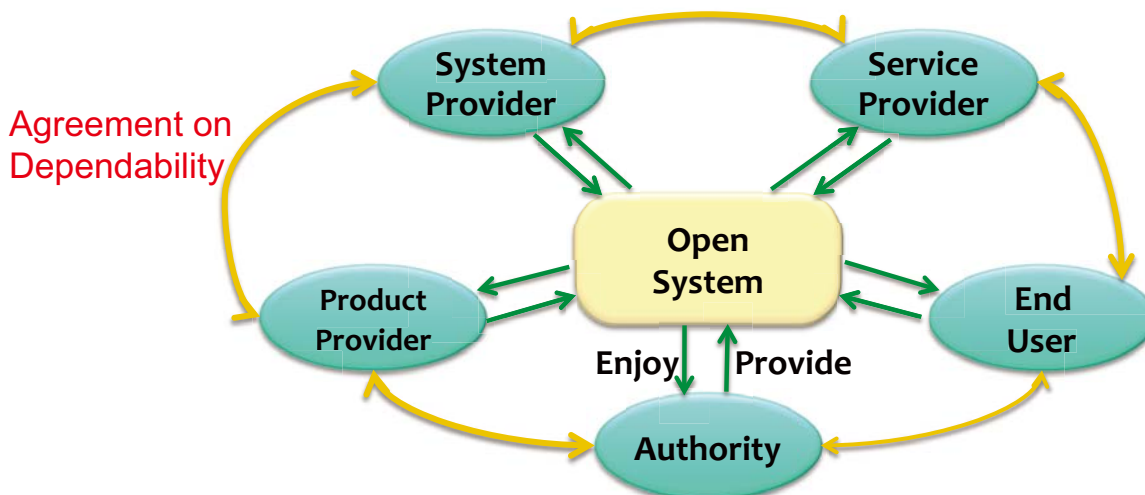 System
Provider
Service
Provider
Agreement on
Dependability
Open
System
Product
Provider
End
User
Enjoy
Provide
Authority